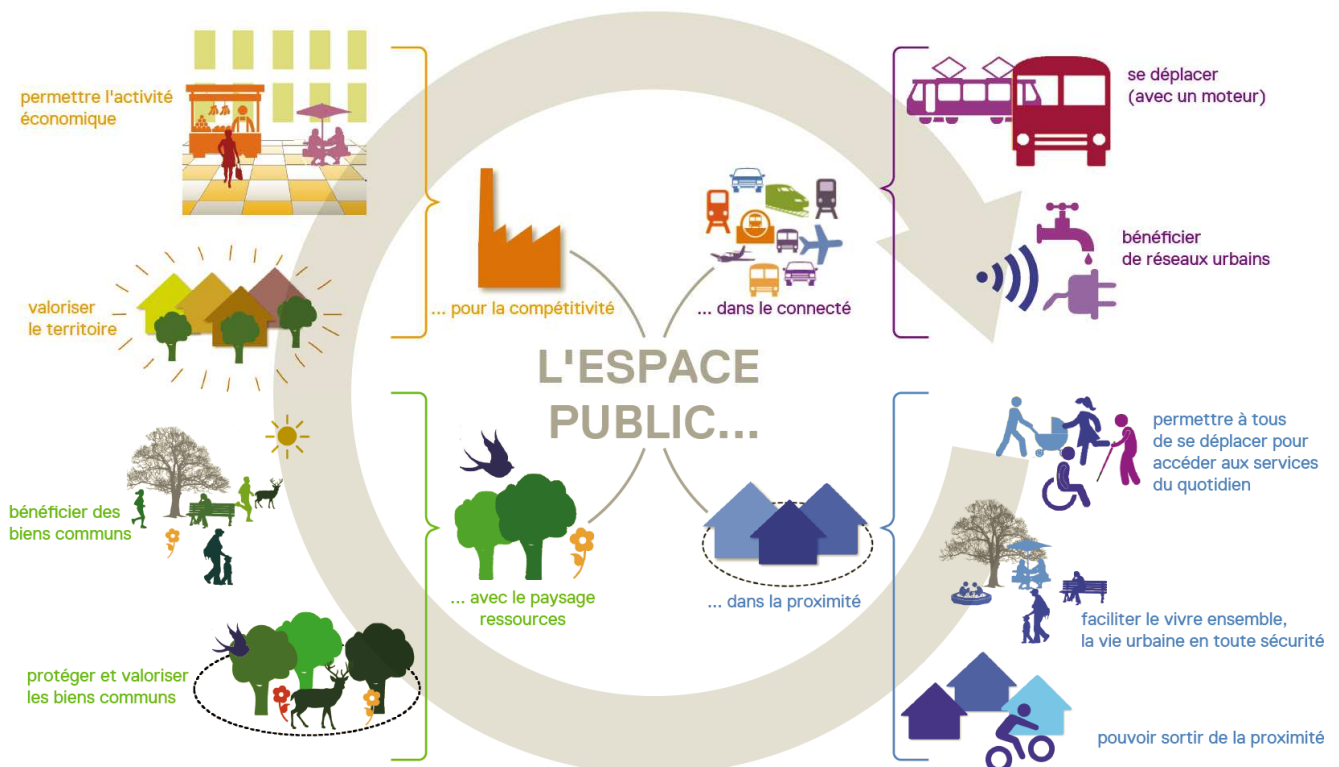 permettre l'activité
économique
valoriser
le territoire
... pour la compétitivité
... dans le connecté
se déplacer
(avec un moteur)
bénéficier
de réseaux urbains
L'ESPACE
PUBLIC...
bénéficier des
biens communs
protéger et valoriser
les biens communs
... avec le paysage
ressources
... dans la proximité
permettre à tous
de se déplacer pour
accéder aux services
du quotidien
faciliter le vivre ensemble,
la vie urbaine en toute sécurité
pouvoir sortir de la proximité